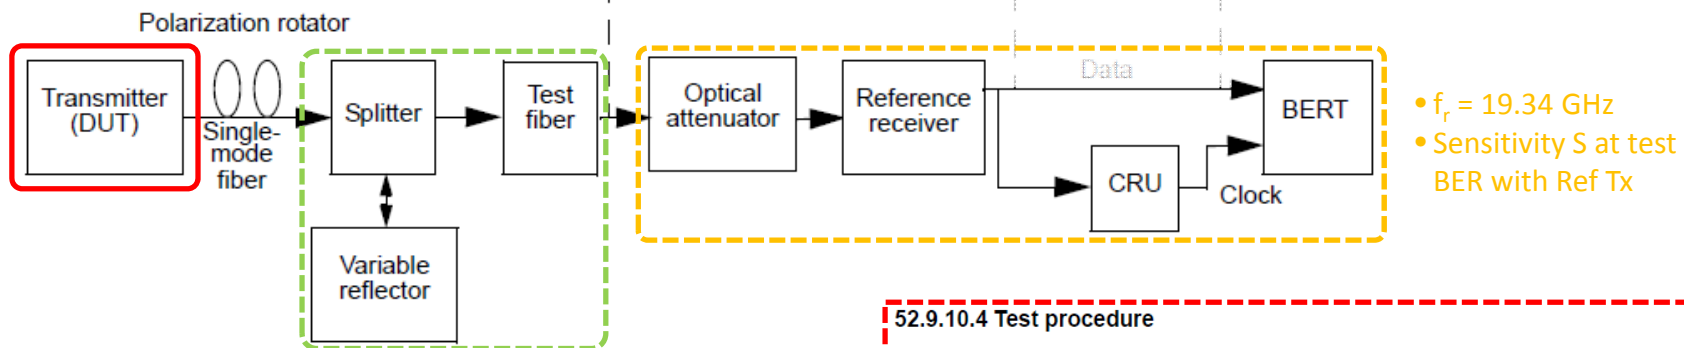 Polarization rotator
Transmitter
(DUT)
Single-
mode
fiber
Splitter
Test
fiber
Variable
reflector
Optical
attenuator
Reference
receiver
Data
CRU
Clock
BERT
• fr = 19.34 GHz
• Sensitivity S at test
BER with Ref Tx
52.9.10.4 Test procedure